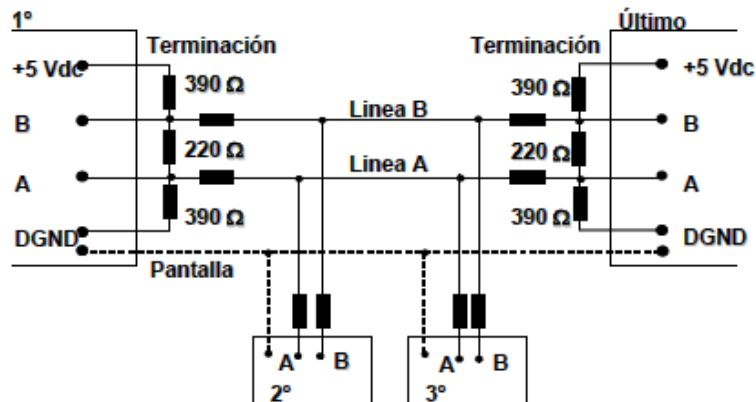 1º
Último
Terminación
Terminación
+5 Vdc
390 Ω
390 Ω
+5 Vdc
B
Linea B
B
220 Ω
220 Ω
A
Linea A
A
390 Ω
390 Ω
DGND
DGND
Pantalla
A B
A B
2º
3º